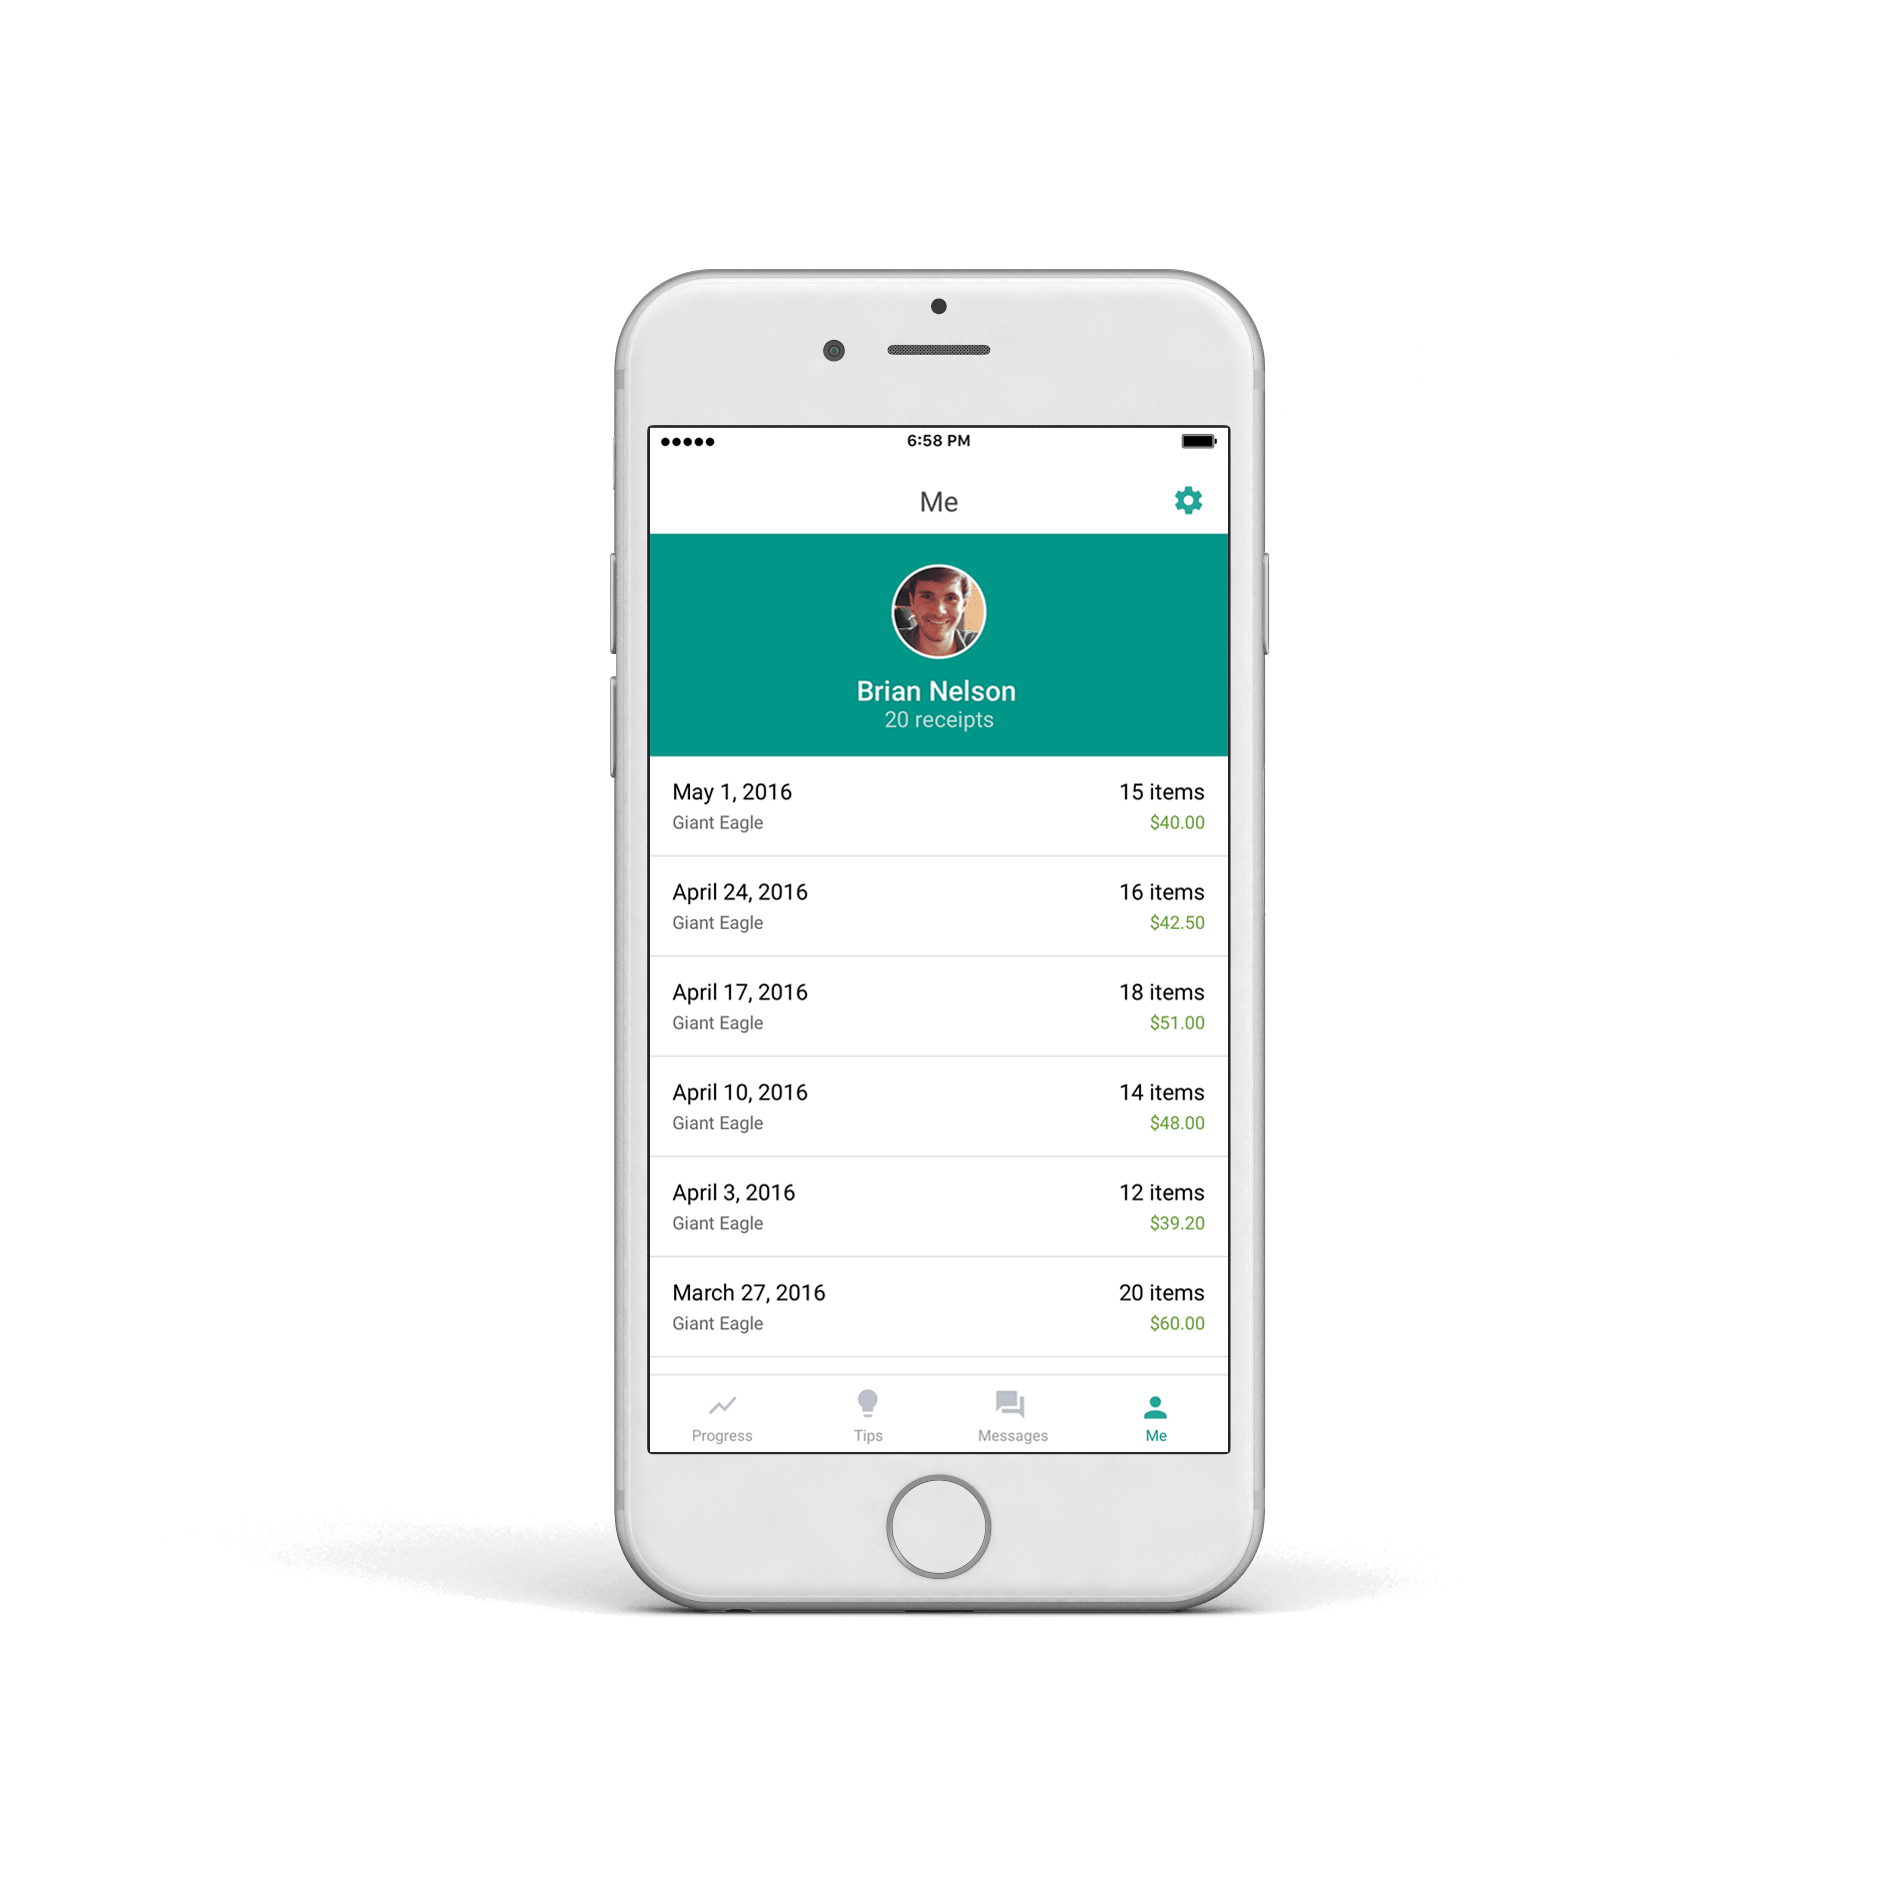 6:58 PM
Me
Brian Nelson
20 receipts
May 1, 2016 15 items
Giant Eagle $40.00
April 24, 2016 16 items
Giant Eagle $42.50
April 17, 2016 18 items
Giant Eagle $51.00
April 10, 2016 14 items
Giant Eagle $48.00
April 3, 2016 12 items
Giant Eagle $39.20
March 27, 2016 20 items
Giant Eagle $60.00
Progress Tips Messages Me